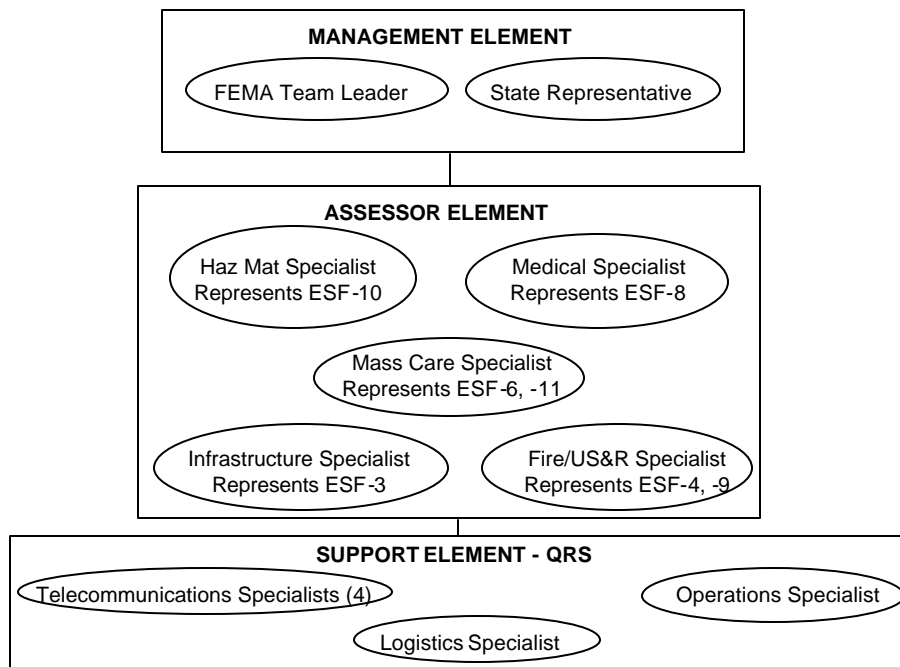 MANAGEMENT ELEMENT
FEMA Team Leader
State Representative
ASSESSOR ELEMENT
Haz Mat Specialist
Represents ESF-10
Medical Specialist
Represents ESF-8
Mass Care Specialist
Represents ESF-6, -11
Infrastructure Specialist
Represents ESF-3
Fire/US&R Specialist
Represents ESF-4, -9
SUPPORT ELEMENT - QRS
Telecommunications Specialists (4)
Operations Specialist
Logistics Specialist